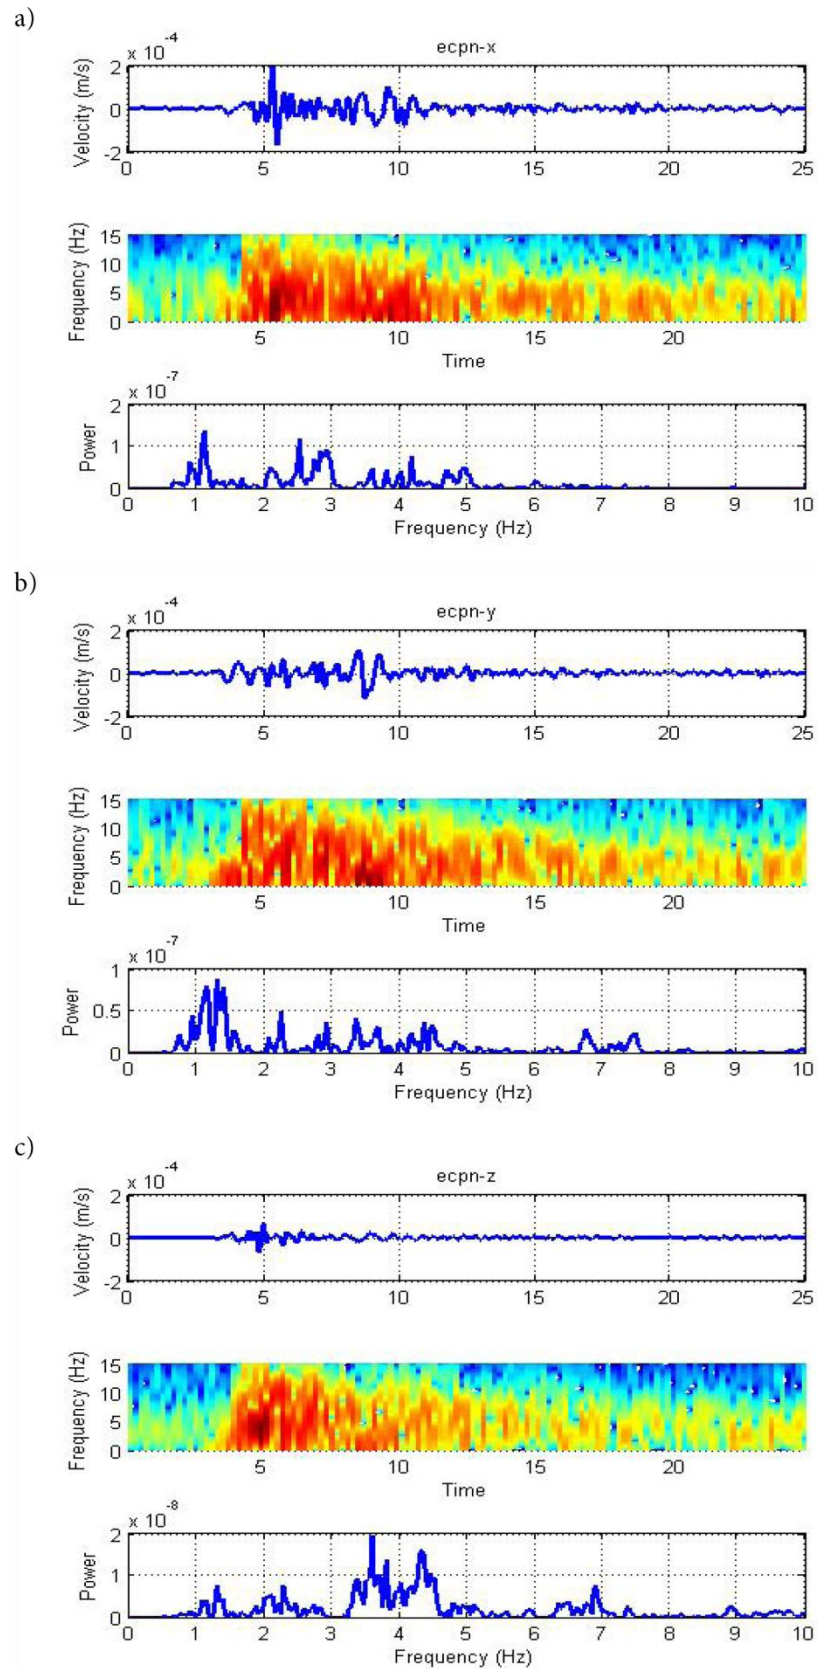 a)
x 10^-4
ecpn-x
Velocity (m/s)
2
0
-2
0 5 10 15 20 25
Frequency (Hz)
15
10
5
0
5 10 15 20
Time
x 10^-7
Power
2
1
0
0 1 2 3 4 5 6 7 8 9 10
Frequency (Hz)
b)
x 10^-4
ecpn-y
Velocity (m/s)
2
0
-2
0 5 10 15 20 25
Frequency (Hz)
15
10
5
0
5 10 15 20
Time
x 10^-7
Power
1
0.5
0
0 1 2 3 4 5 6 7 8 9 10
Frequency (Hz)
c)
x 10^-4
ecpn-z
Velocity (m/s)
2
0
-2
0 5 10 15 20 25
Frequency (Hz)
15
10
5
0
5 10 15 20
Time
x 10^-8
Power
2
1
0
0 1 2 3 4 5 6 7 8 9 10
Frequency (Hz)